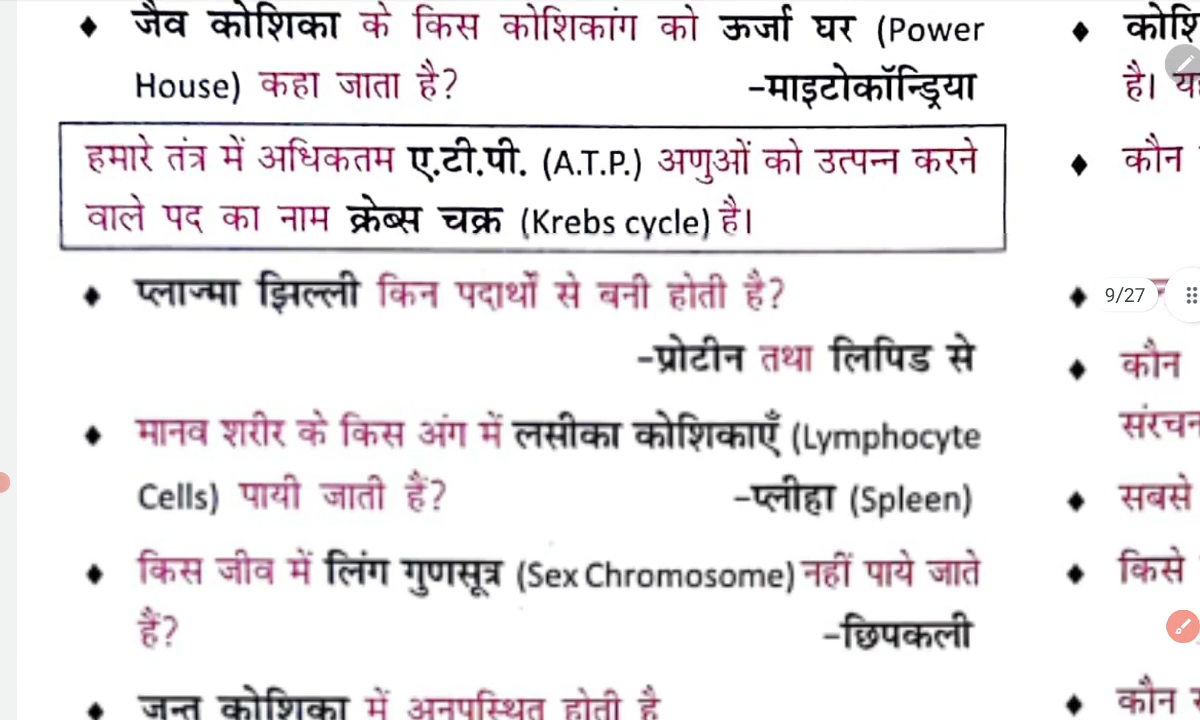 जैव कोशिका के किस कोशिकांग को ऊर्जा घर (Power
House) कहा जाता है? -माइटोकॉन्ड्रिया
हमारे तंत्र में अधिकतम ए.टी.पी. (A.T.P.) अणुओं को उत्पन्न करने
वाले पद का नाम क्रेब्स चक्र (Krebs cycle) है।
प्लाज्मा झिल्ली किन पदार्थों से बनी होती है?
-प्रोटीन तथा लिपिड से
मानव शरीर के किस अंग में लसीका कोशिकाएँ (Lymphocyte
Cells) पायी जाती हैं? -प्लीहा (Spleen)
किस जीव में लिंग गुणसूत्र (Sex Chromosome) नहीं पाये जाते
हैं? -छिपकली
जन्तु कोशिका में अनुपस्थित होती है
है।
कौन
9/27
कौन
सबसे
किसे
कौन